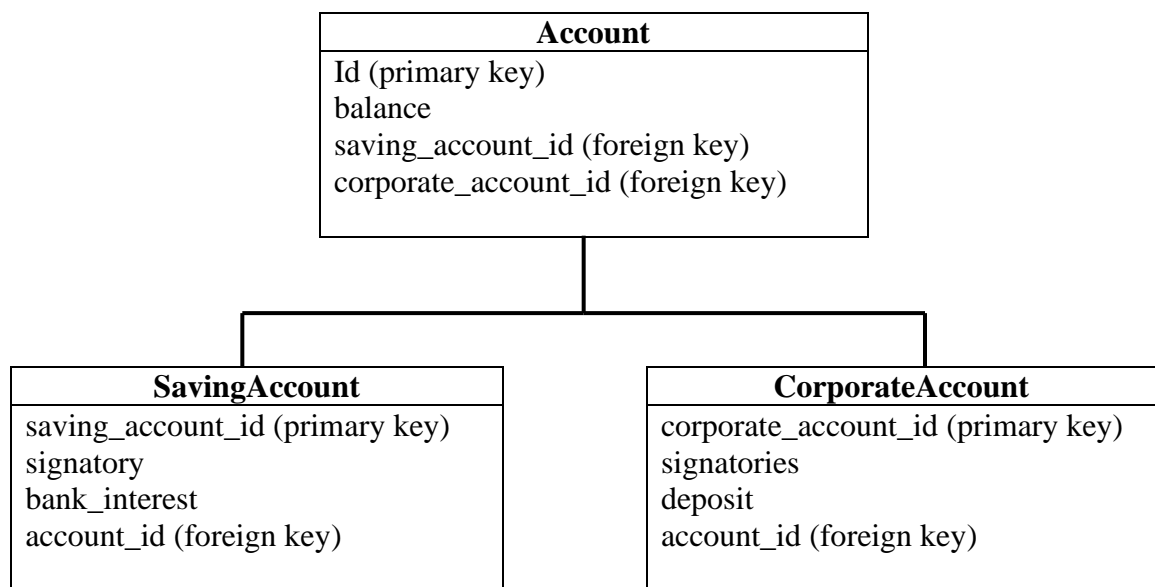 Account
Id (primary key)
balance
saving_account_id (foreign key)
corporate_account_id (foreign key)
SavingAccount
saving_account_id (primary key)
signatory
bank_interest
account_id (foreign key)
CorporateAccount
corporate_account_id (primary key)
signatories
deposit
account_id (foreign key)